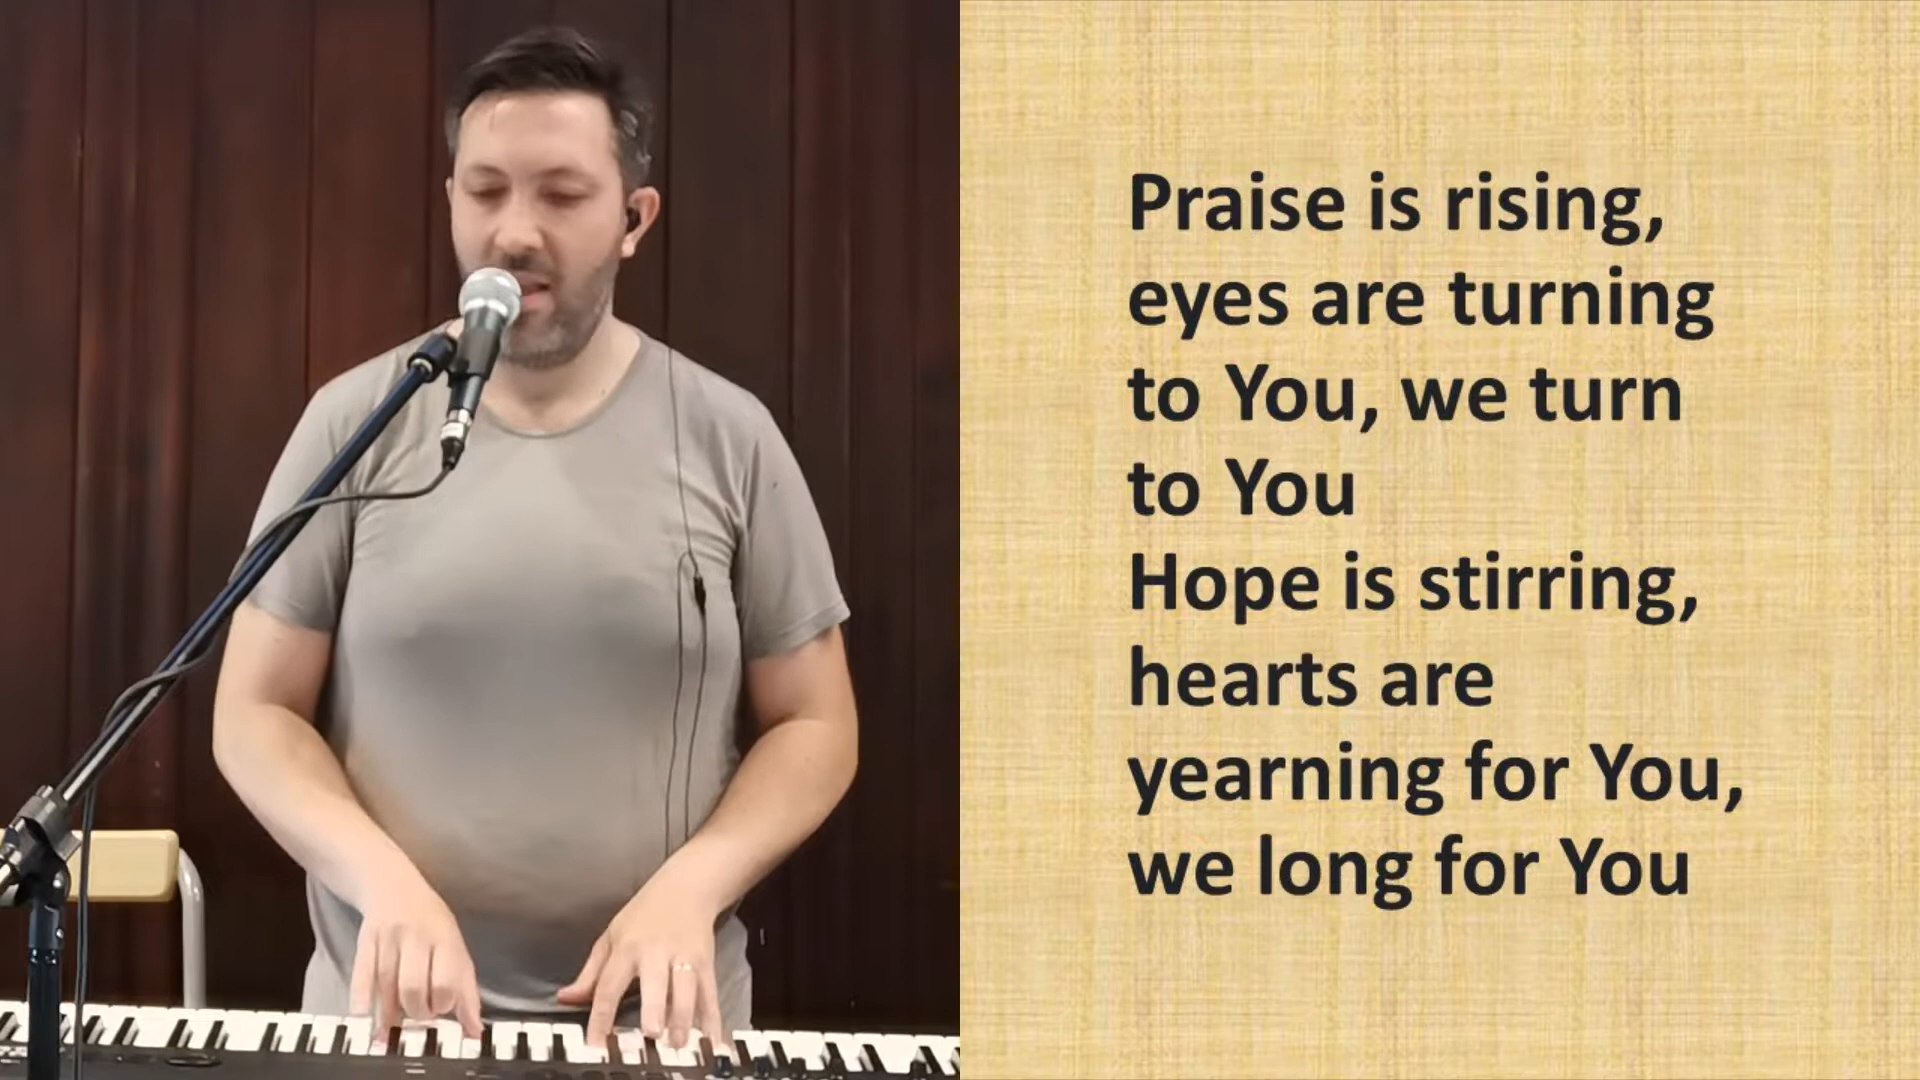 Praise is rising,
eyes are turning
to You, we turn
to You
Hope is stirring,
hearts are
yearning for You,
we long for You